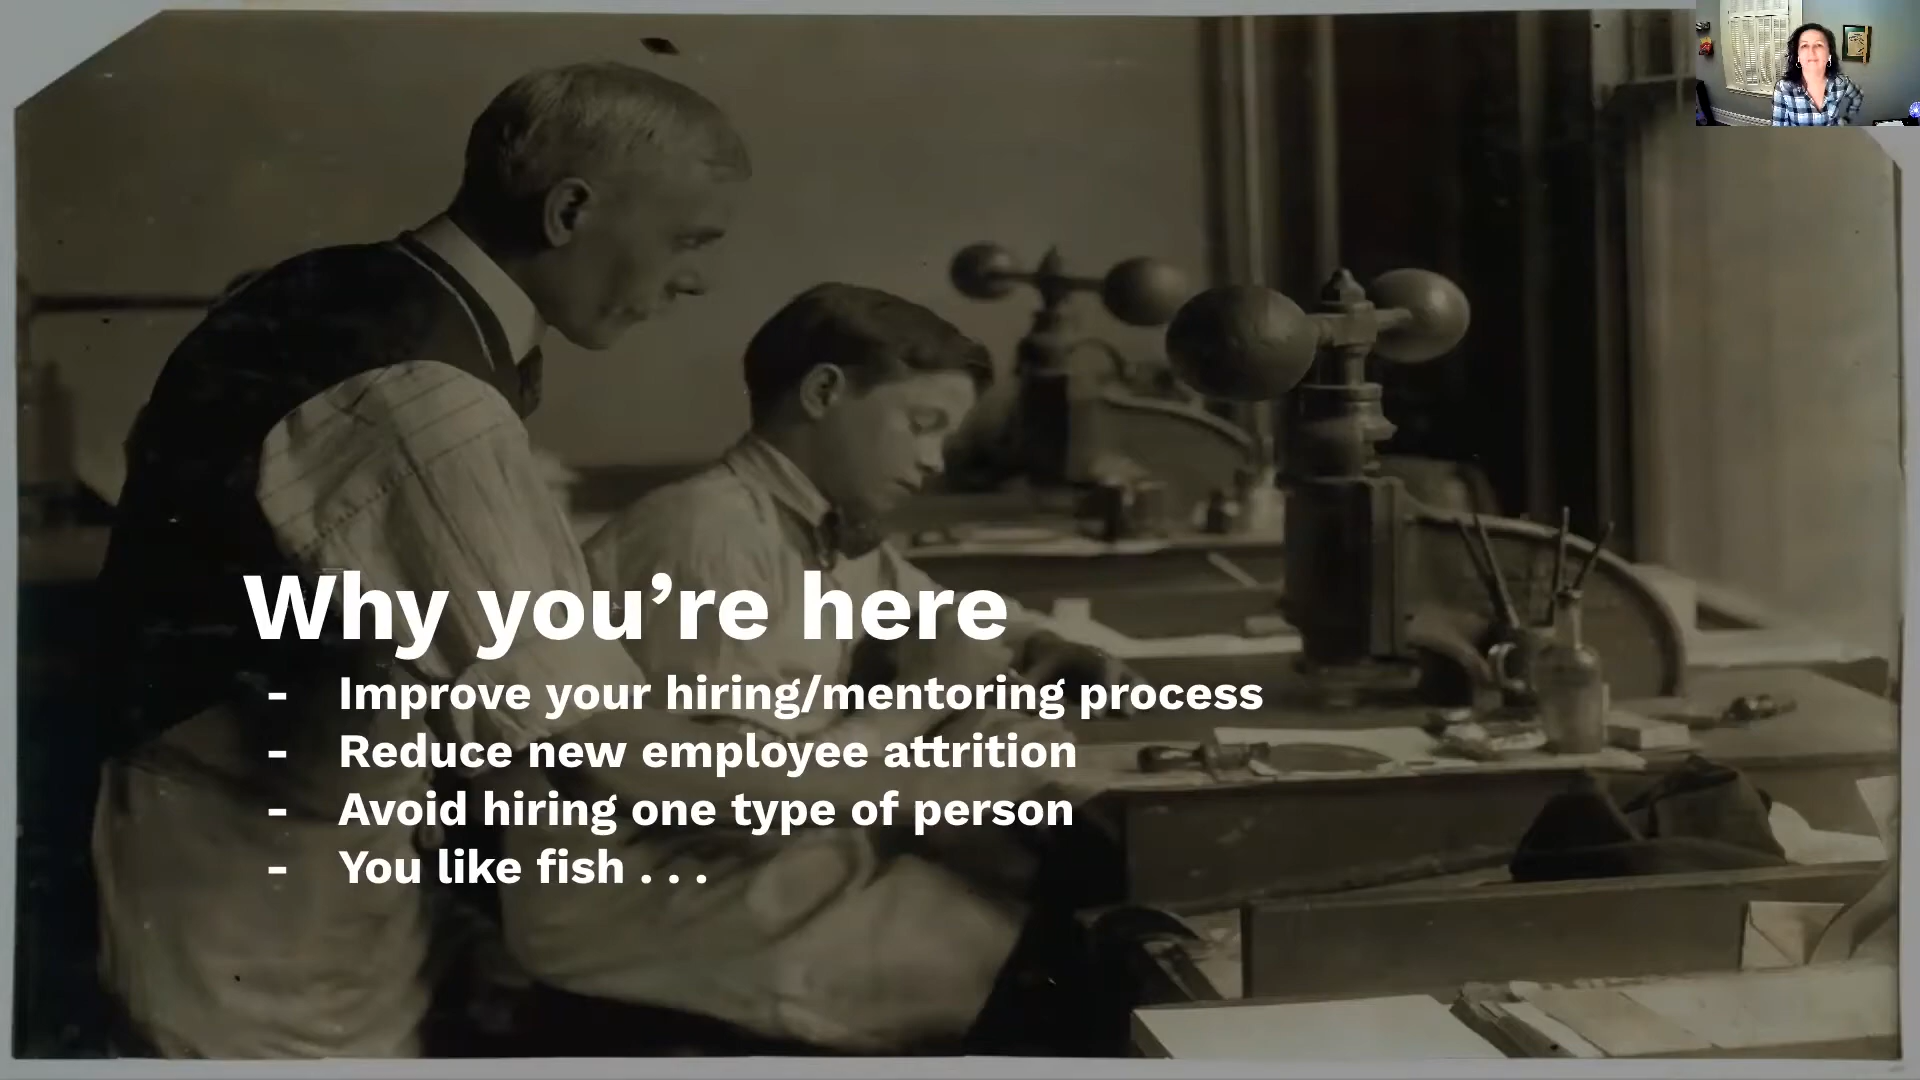 Why you’re here
- Improve your hiring/mentoring process
- Reduce new employee attrition
- Avoid hiring one type of person
- You like fish . . .